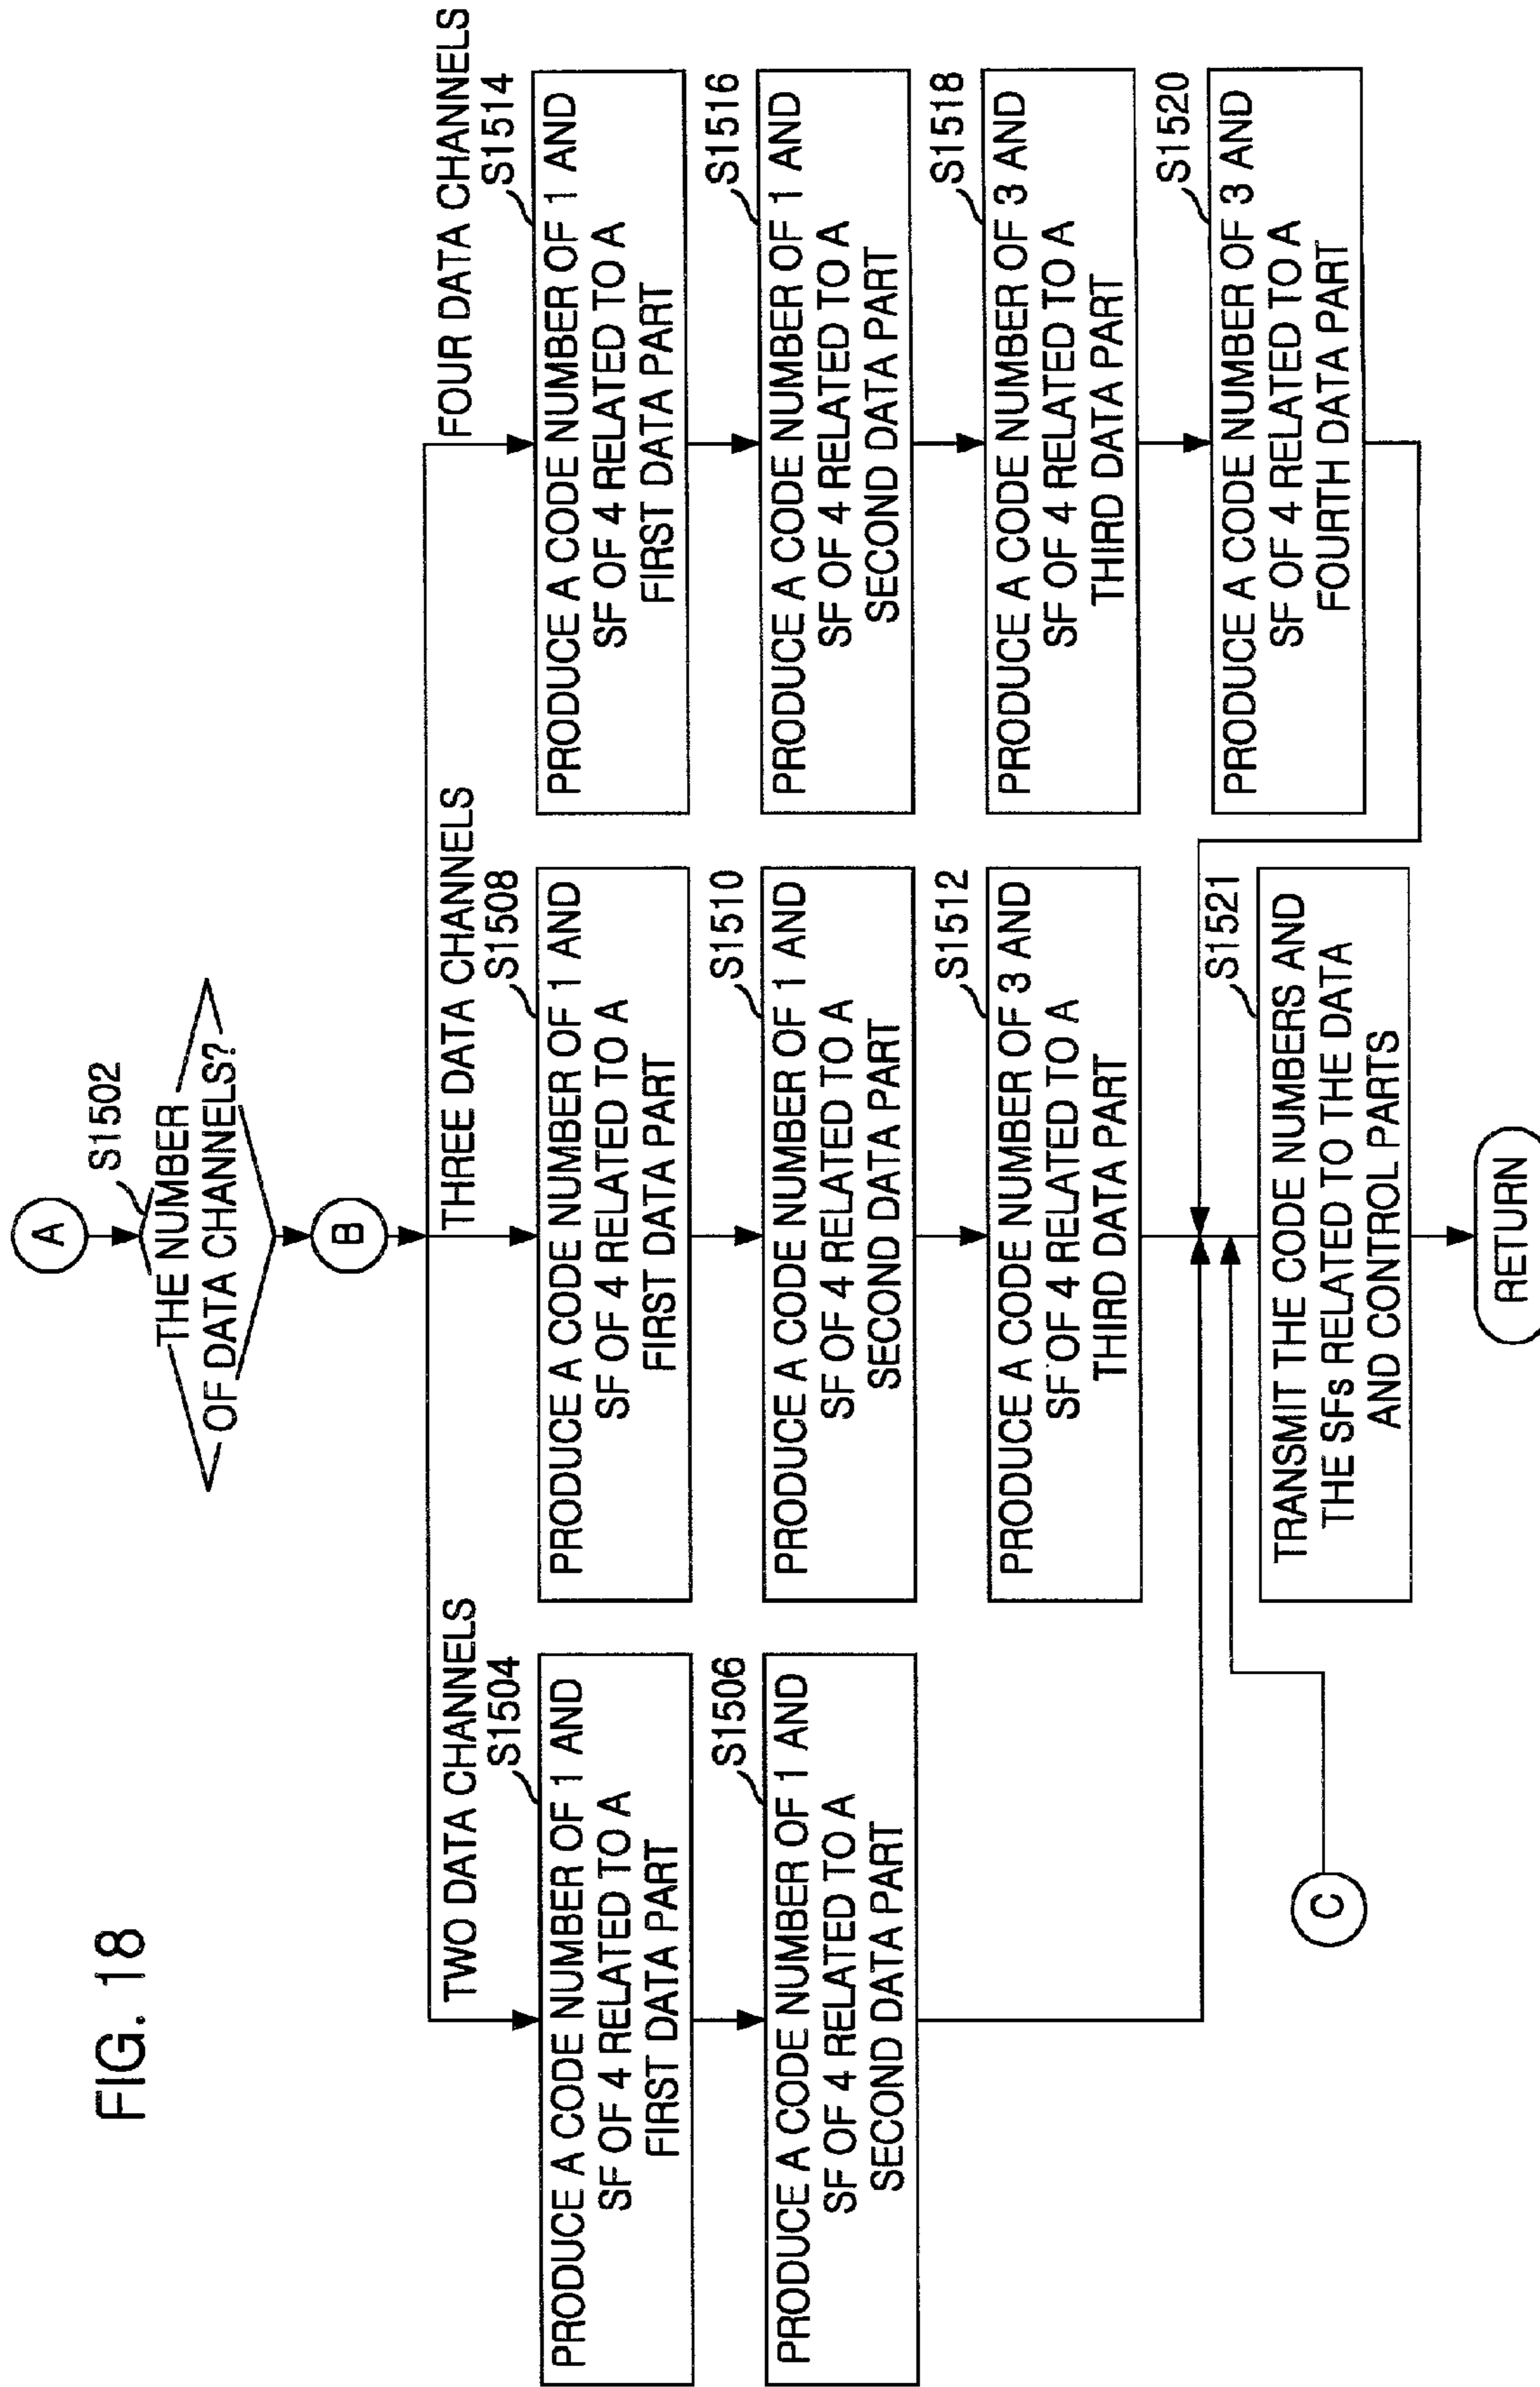 FIG. 18
A
S1502
THE NUMBER
OF DATA CHANNELS?
B
TWO DATA CHANNELS
S1504
PRODUCE A CODE NUMBER OF 1 AND
SF OF 4 RELATED TO A
FIRST DATA PART
S1506
PRODUCE A CODE NUMBER OF 1 AND
SF OF 4 RELATED TO A
SECOND DATA PART
THREE DATA CHANNELS
S1508
PRODUCE A CODE NUMBER OF 1 AND
SF OF 4 RELATED TO A
FIRST DATA PART
S1510
PRODUCE A CODE NUMBER OF 1 AND
SF OF 4 RELATED TO A
SECOND DATA PART
S1512
PRODUCE A CODE NUMBER OF 3 AND
SF OF 4 RELATED TO A
THIRD DATA PART
FOUR DATA CHANNELS
S1514
PRODUCE A CODE NUMBER OF 1 AND
SF OF 4 RELATED TO A
FIRST DATA PART
S1516
PRODUCE A CODE NUMBER OF 1 AND
SF OF 4 RELATED TO A
SECOND DATA PART
S1518
PRODUCE A CODE NUMBER OF 3 AND
SF OF 4 RELATED TO A
THIRD DATA PART
S1520
PRODUCE A CODE NUMBER OF 3 AND
SF OF 4 RELATED TO A
FOURTH DATA PART
C
S1521
TRANSMIT THE CODE NUMBERS AND
THE SFs RELATED TO THE DATA
AND CONTROL PARTS
RETURN